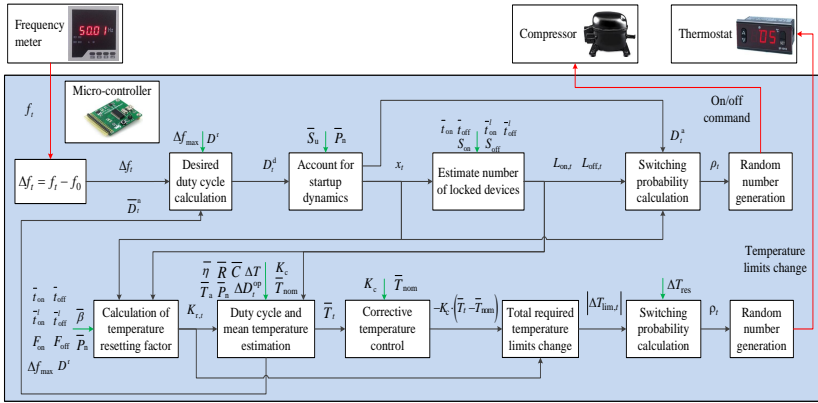 Frequency
meter
50.01 Hz
Compressor
Thermostat
05
Micro-controller
On/off
command
f_t
Δf_max D^r
S̄_u P̄_n
t̄_on t̄_off t̄^l_on t̄^l_off
S_on S_off
D_t^a
Δf_t = f_t − f_0
Δf_t
Desired
duty cycle
calculation
D_t^d
Account for
startup
dynamics
x_t
Estimate number
of locked devices
L_on,t L_off,t
Switching
probability
calculation
ρ_t
Random
number
generation
D̄_t^a
Temperature
limits change
t̄_on t̄_off
t̄^l_on t̄^l_off β̄
F_on F_off P̄_n
Δf_max D^r
η̄ R̄ C̄ ΔT K_c
T̄_a P̄_n ΔD_t^op T̄_nom
K_c T̄_nom
ΔT_res
Calculation of
temperature
resetting factor
K_r,t
Duty cycle and
mean temperature
estimation
T̄_t
Corrective
temperature
control
−K_c·(T̄_t−T̄_nom)
Total required
temperature
limits change
|ΔT_lim,t|
Switching
probability
calculation
ρ_t
Random
number
generation